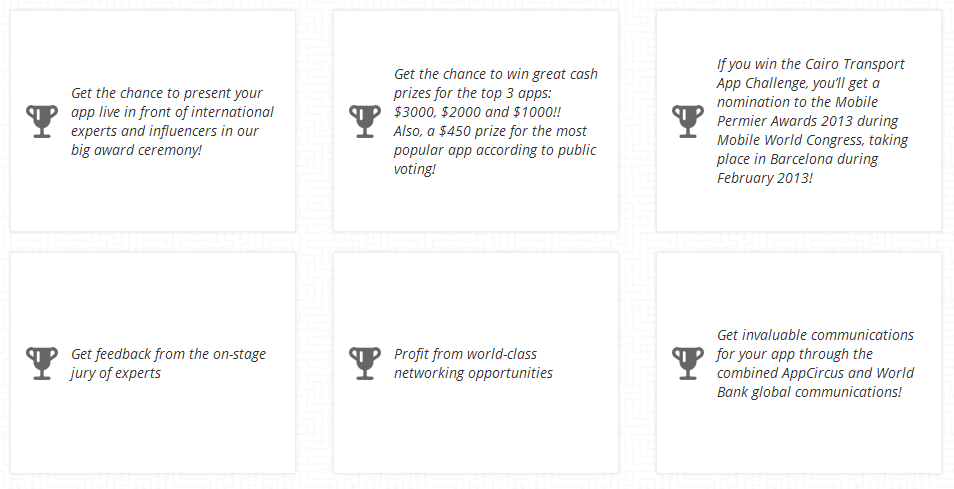 Get the chance to present your
app live in front of international
experts and influencers in our
big award ceremony!
Get the chance to win great cash
prizes for the top 3 apps:
$3000, $2000 and $1000!!
Also, a $450 prize for the most
popular app according to public
voting!
If you win the Cairo Transport
App Challenge, you'll get a
nomination to the Mobile
Permier Awards 2013 during
Mobile World Congress, taking
place in Barcelona during
February 2013!
Get feedback from the on-stage
jury of experts
Profit from world-class
networking opportunities
Get invaluable communications
for your app through the
combined AppCircus and World
Bank global communications!